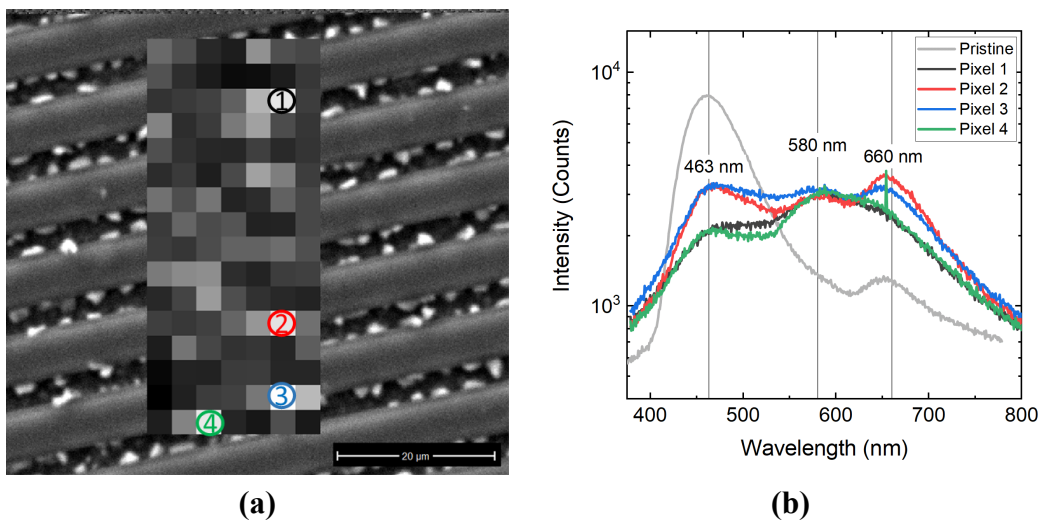 1
2
3
4
20 µm
(a)
Intensity (Counts)
10⁴
10³
Pristine
Pixel 1
Pixel 2
Pixel 3
Pixel 4
580 nm
463 nm
660 nm
400 500 600 700 800
Wavelength (nm)
(b)